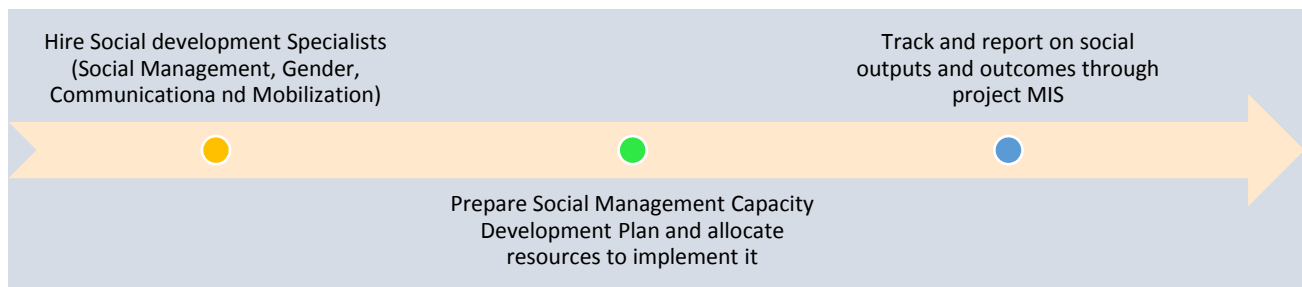 Hire Social development Specialists
(Social Management, Gender,
Communicationa nd Mobilization)
Prepare Social Management Capacity
Development Plan and allocate
resources to implement it
Track and report on social
outputs and outcomes through
project MIS